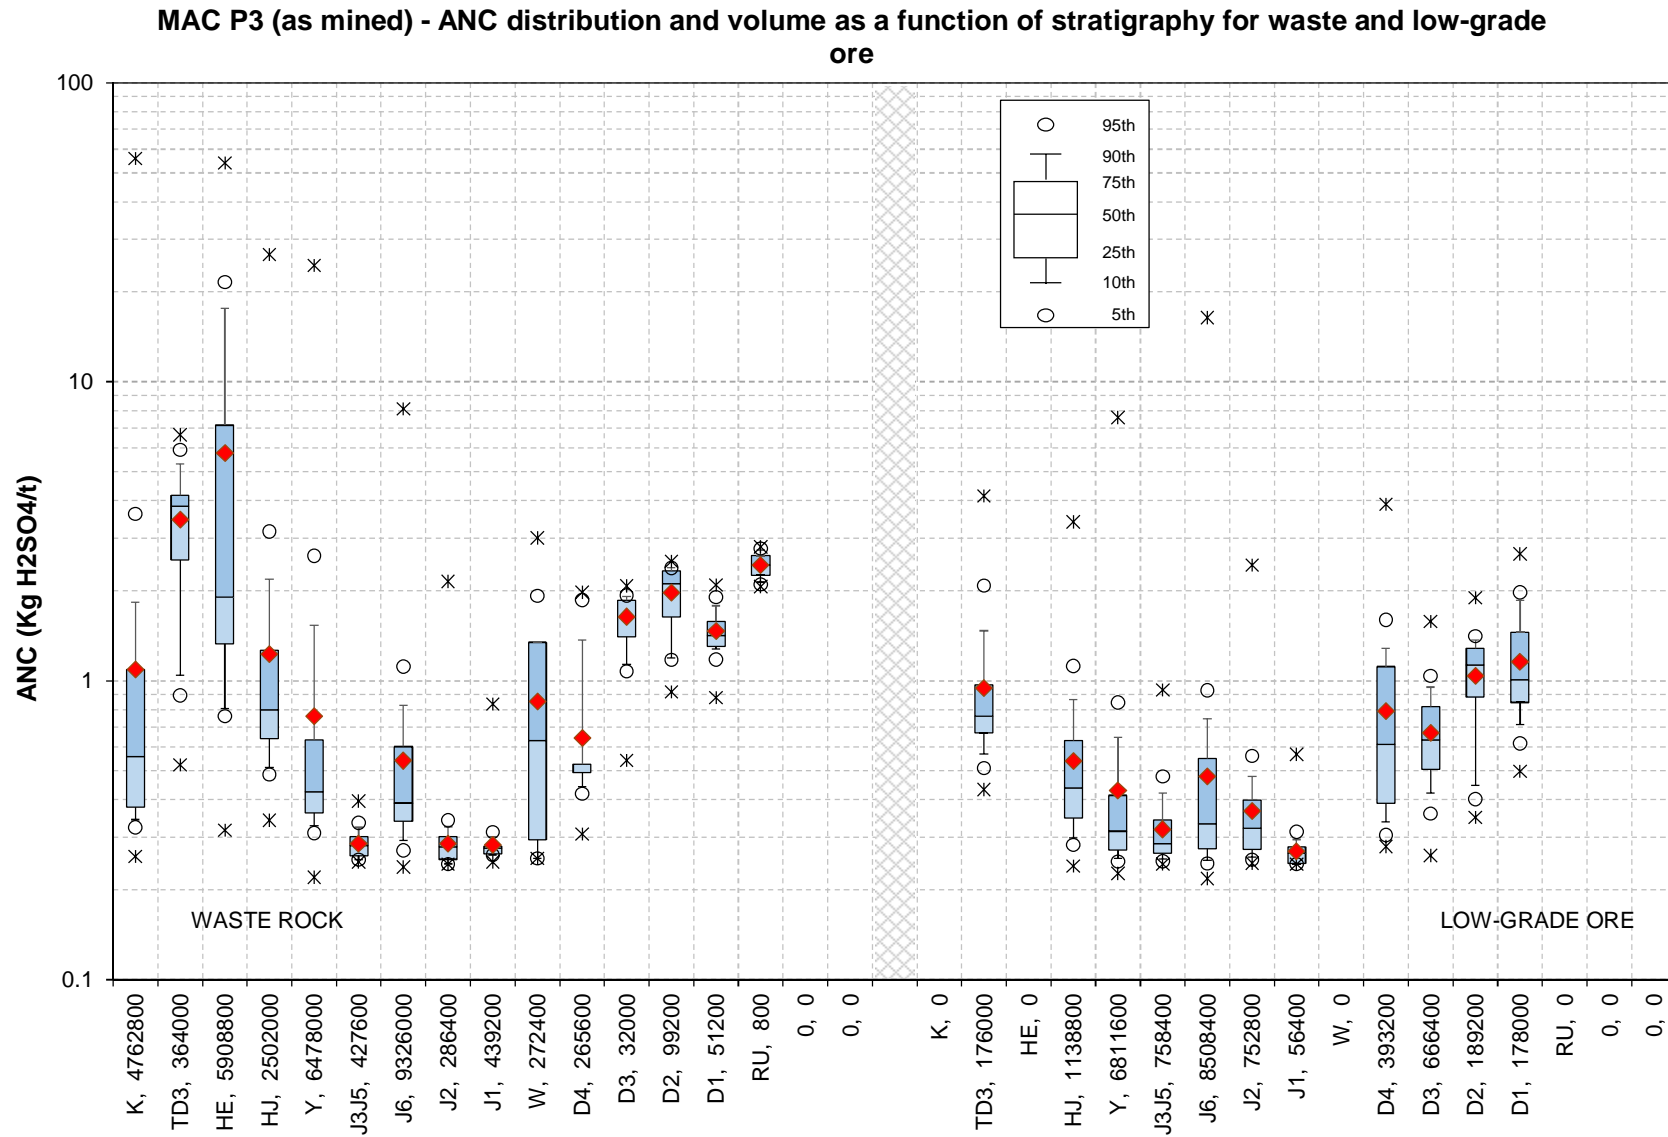 MAC P3 (as mined) - ANC distribution and volume as a function of stratigraphy for waste and low-grade
ore
100
10
1
0.1
ANC (Kg H2SO4/t)
95th
90th
75th
50th
25th
10th
5th
WASTE ROCK
LOW-GRADE ORE
K, 4762800
TD3, 364000
HE, 5908800
HJ, 2502000
Y, 6478000
J3J5, 427600
J6, 9326000
J2, 286400
J1, 439200
W, 272400
D4, 265600
D3, 32000
D2, 99200
D1, 51200
RU, 800
0, 0
0, 0
K, 0
TD3, 176000
HE, 0
HJ, 1138800
Y, 6811600
J3J5, 758400
J6, 8508400
J2, 752800
J1, 56400
W, 0
D4, 393200
D3, 666400
D2, 189200
D1, 178000
RU, 0
0, 0
0, 0